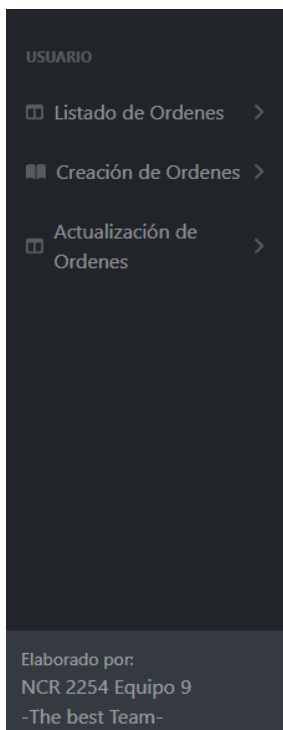 USUARIO
Listado de Ordenes
Creación de Ordenes
Actualización de
Ordenes
Elaborado por:
NCR 2254 Equipo 9
-The best Team-